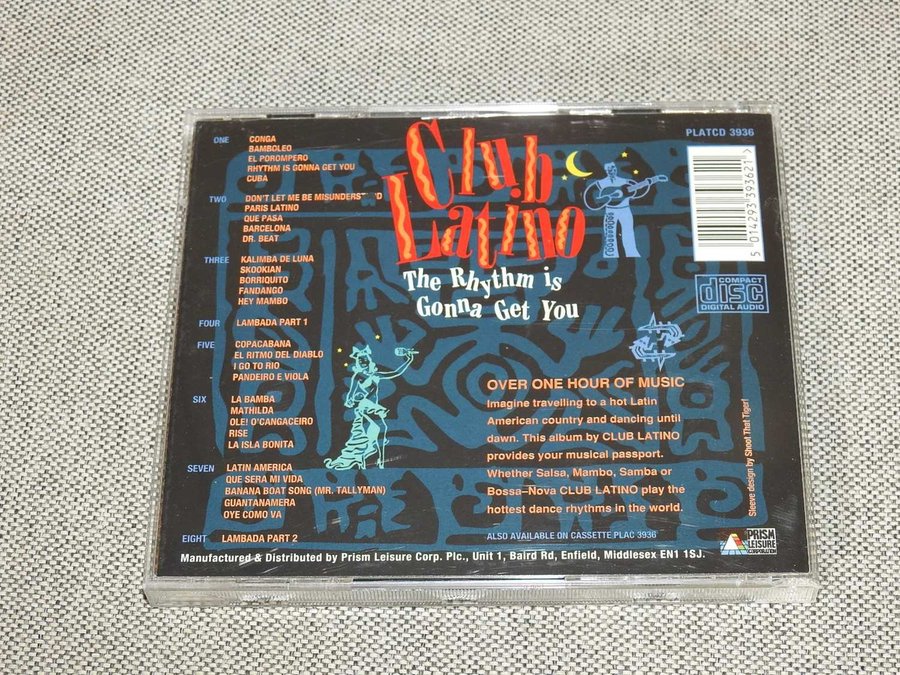 ONE CONGA
BAMBOLEO
EL POROMPERO
RHYTHM IS GONNA GET YOU
CUBA
TWO DON'T LET ME BE MISUNDERSTOOD
PARIS LATINO
QUE PASA
BARCELONA
DR. BEAT
THREE KALIMBA DE LUNA
SKOOKIAN
BORRIQUITO
FANDANGO
HEY MAMBO
FOUR LAMBADA PART 1
FIVE COPACABANA
EL RITMO DEL DIABLO
I GO TO RIO
PANDEIRO E VIOLA
SIX LA BAMBA
MATHILDA
OLE! O'CANGACEIRO
RISE
LA ISLA BONITA
SEVEN LATIN AMERICA
QUE SERA MI VIDA
BANANA BOAT SONG (MR. TALLYMAN)
GUANTANAMERA
OYE COMO VA
EIGHT LAMBADA PART 2
Club
Latino
The Rhythm is
Gonna Get You
PLATCD 3936
5 014293 393621 >
COMPACT
disc
DIGITAL AUDIO
OVER ONE HOUR OF MUSIC
Imagine travelling to a hot Latin
American country and dancing until
dawn. This album by CLUB LATINO
provides your musical passport.
Whether Salsa, Mambo, Samba or
Bossa–Nova CLUB LATINO play the
hottest dance rhythms in the world.
ALSO AVAILABLE ON CASSETTE PLAC 3936
Sleeve design by Shoot That Tiger!
PRISM
LEISURE
CORPORATION
Manufactured & Distributed by Prism Leisure Corp. Plc., Unit 1, Baird Rd, Enfield, Middlesex EN1 1SJ.